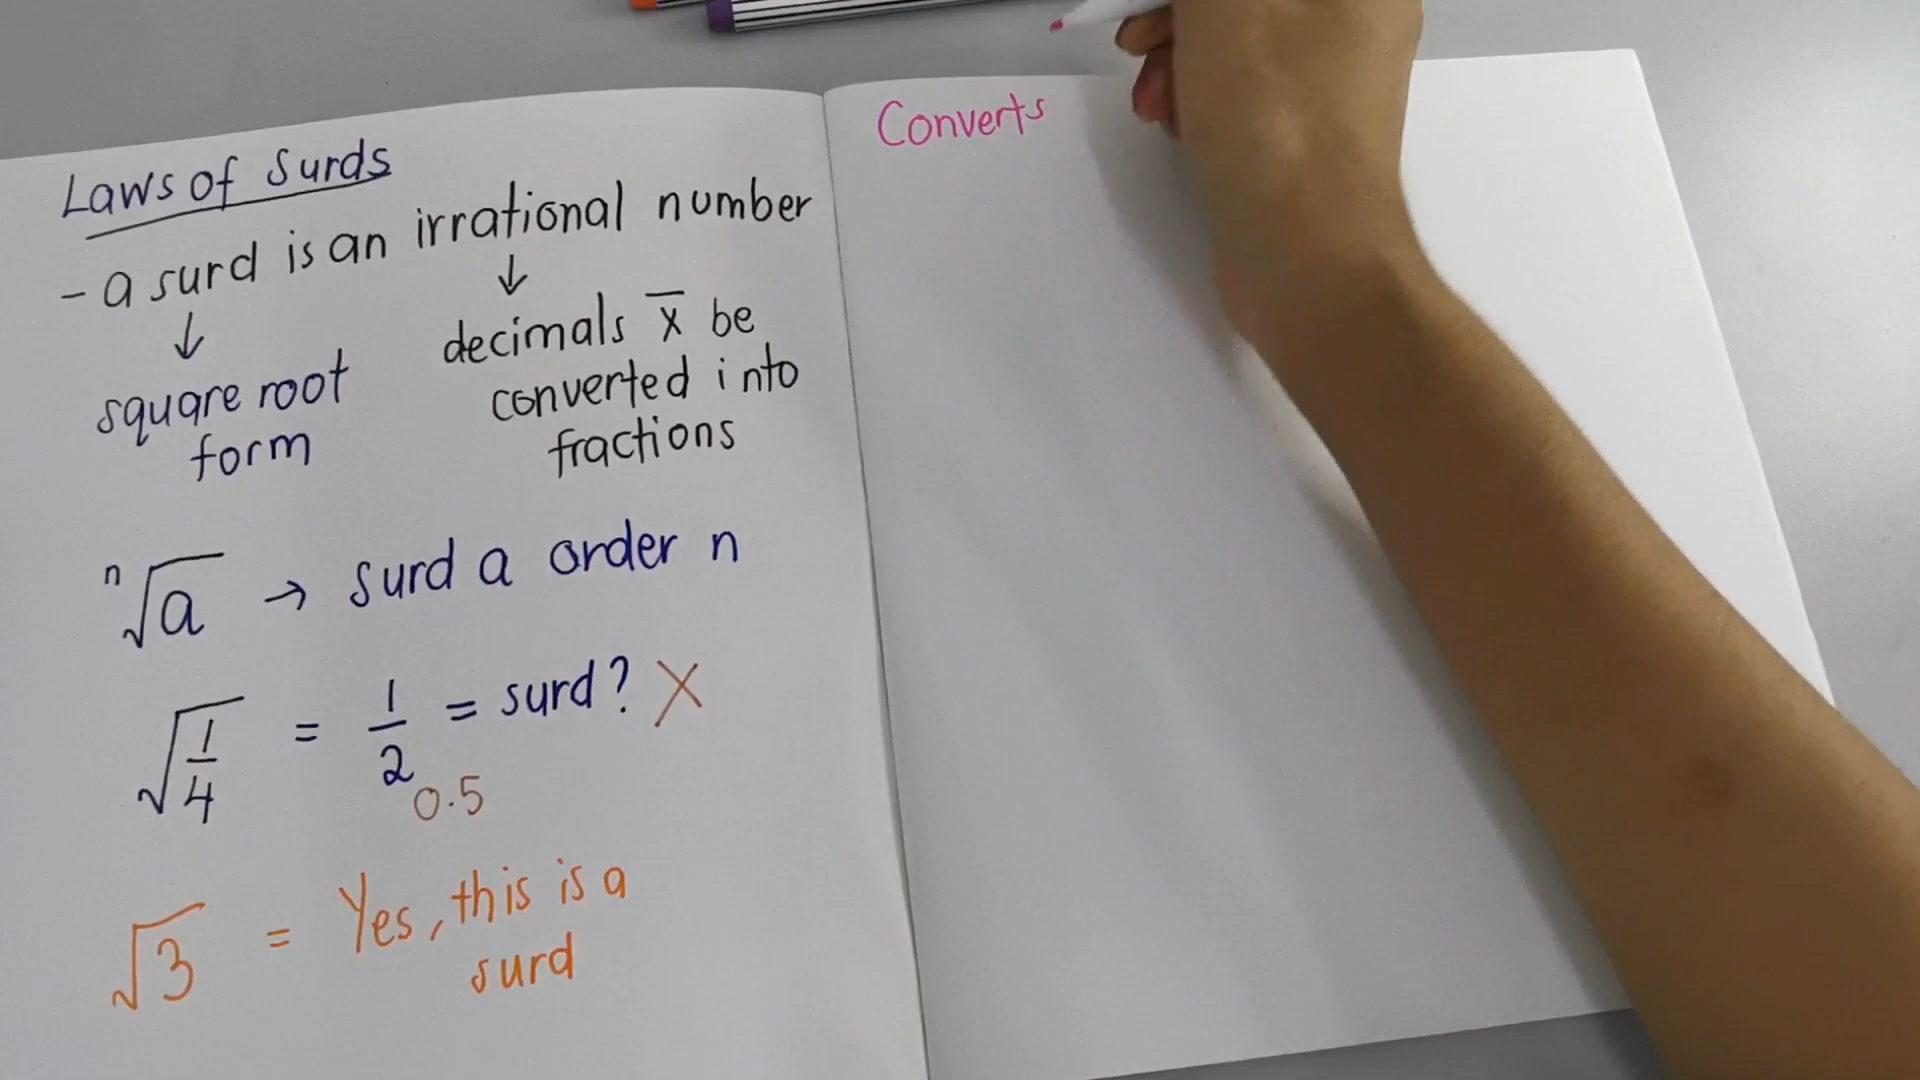 Laws of Surds
- a surd is an irrational number
↓ ↓
square root form
decimals x̄ be
converted into
fractions
ⁿ√a → surd a order n
√1/4 = 1/2 = surd? X
0.5
√3 = Yes, this is a
surd
Converts